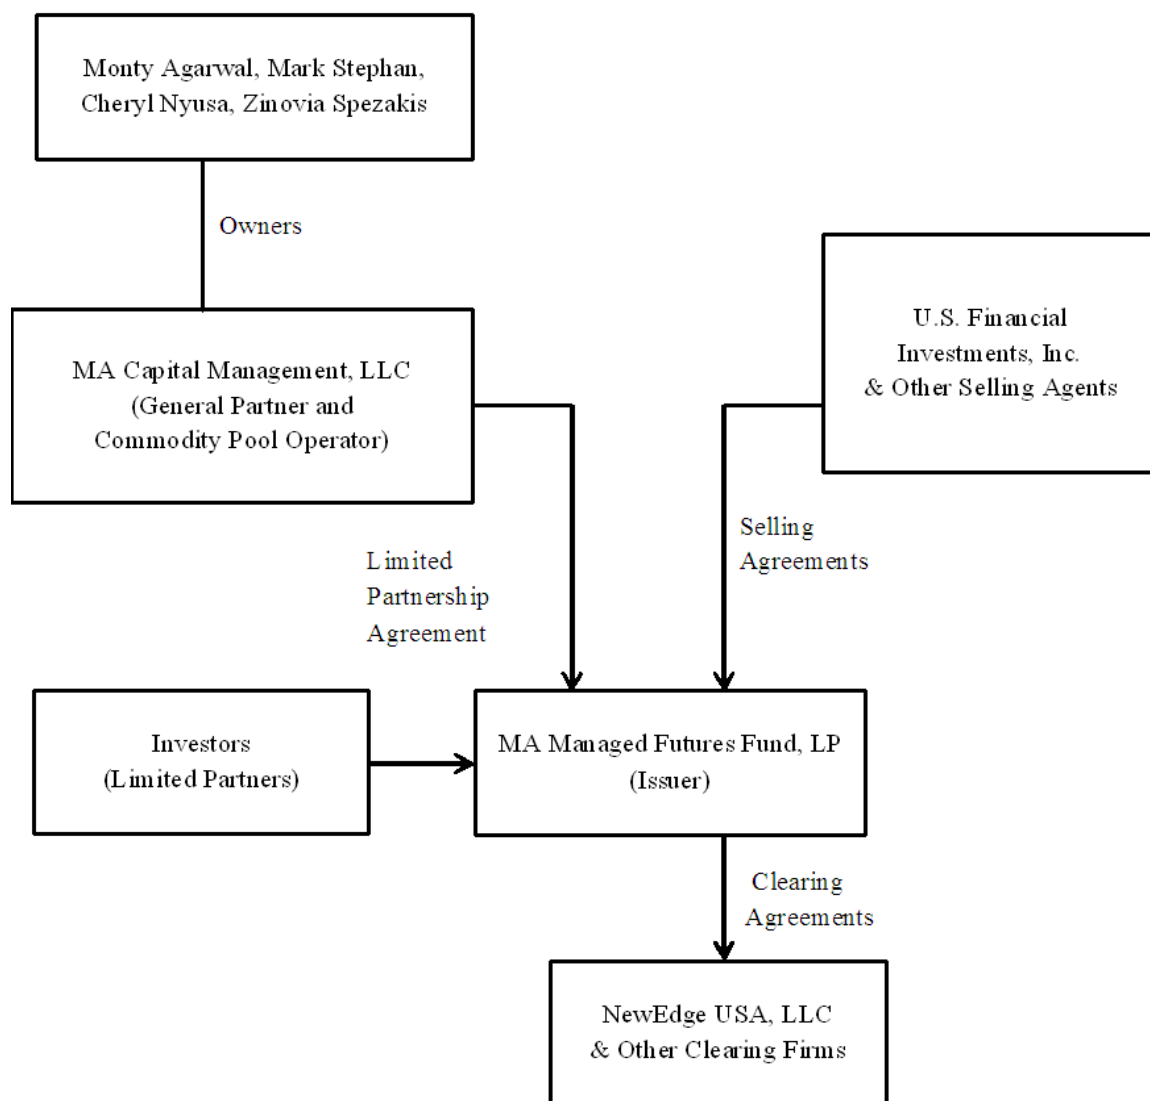 Monty Agarwal, Mark Stephan,
Cheryl Nyusa, Zinovia Spezakis
Owners
U.S. Financial
Investments, Inc.
& Other Selling Agents
MA Capital Management, LLC
(General Partner and
Commodity Pool Operator)
Selling
Agreements
Limited
Partnership
Agreement
Investors
(Limited Partners)
MA Managed Futures Fund, LP
(Issuer)
Clearing
Agreements
NewEdge USA, LLC
& Other Clearing Firms